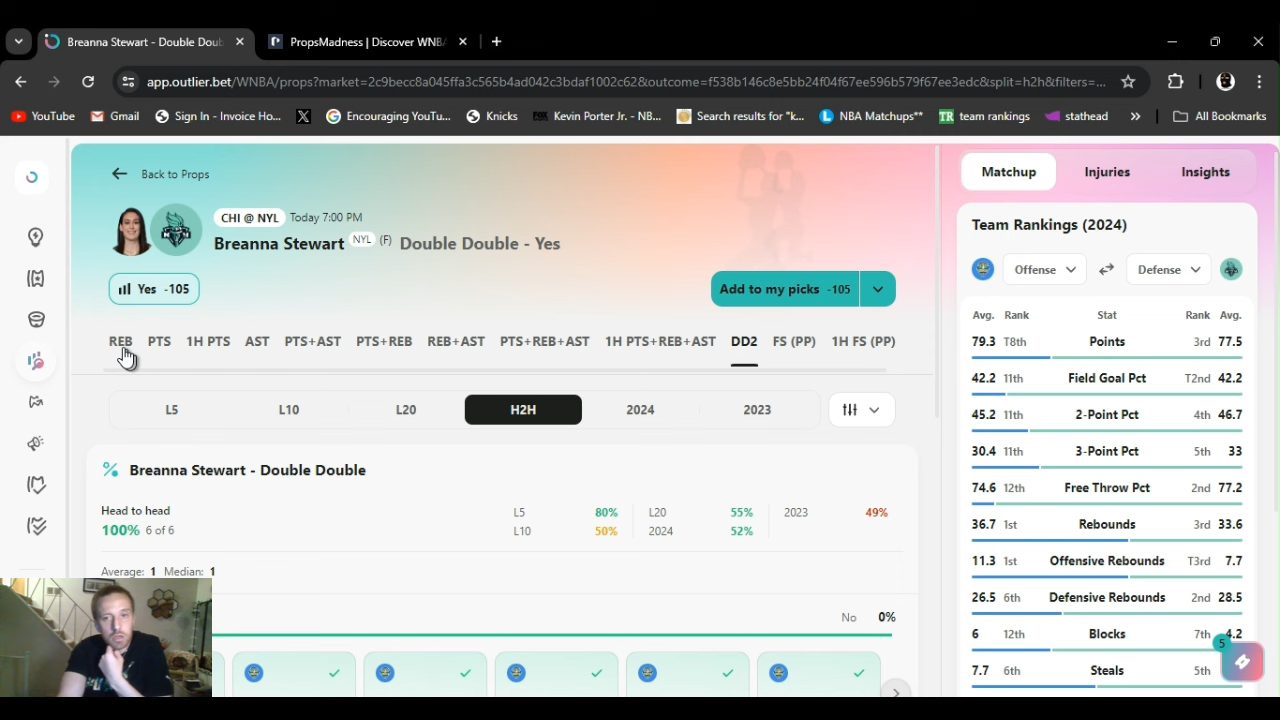 Breanna Stewart - Double Doub
PropsMadness | Discover WNB
app.outlier.bet/WNBA/props?market=2c9becc8a045ffa3c565b4ad042c3bdaf1002c62&outcome=f538b146c8e5bb24f04f67ee596b579f67ee3edc&split=h2h&filters=...
YouTube
Gmail
Sign In - Invoice Ho...
X
Encouraging YouTu...
Knicks
FOX
Kevin Porter Jr. - NB...
Search results for "k...
L
NBA Matchups**
TR
team rankings
stathead
»
All Bookmarks
Back to Props
CHI @ NYL Today 7:00 PM
Breanna Stewart NYL (F) Double Double - Yes
Yes -105
Add to my picks -105
REB PTS 1H PTS AST PTS+AST PTS+REB REB+AST PTS+REB+AST 1H PTS+REB+AST DD2 FS (PP) 1H FS (PP)
L5 L10 L20 H2H 2024 2023
% Breanna Stewart - Double Double
Head to head
100% 6 of 6
L5 80% L20 55% 2023 49%
L10 50% 2024 52%
Average: 1 Median: 1
No 0%
Matchup Injuries Insights
Team Rankings (2024)
Offense Defense
Avg. Rank Stat Rank Avg.
79.3 T8th Points 3rd 77.5
42.2 11th Field Goal Pct T2nd 42.2
45.2 11th 2-Point Pct 4th 46.7
30.4 11th 3-Point Pct 5th 33
74.6 12th Free Throw Pct 2nd 77.2
36.7 1st Rebounds 3rd 33.6
11.3 1st Offensive Rebounds T3rd 7.7
26.5 6th Defensive Rebounds 2nd 28.5
6 12th Blocks 7th 4.2
7.7 6th Steals 5th
5